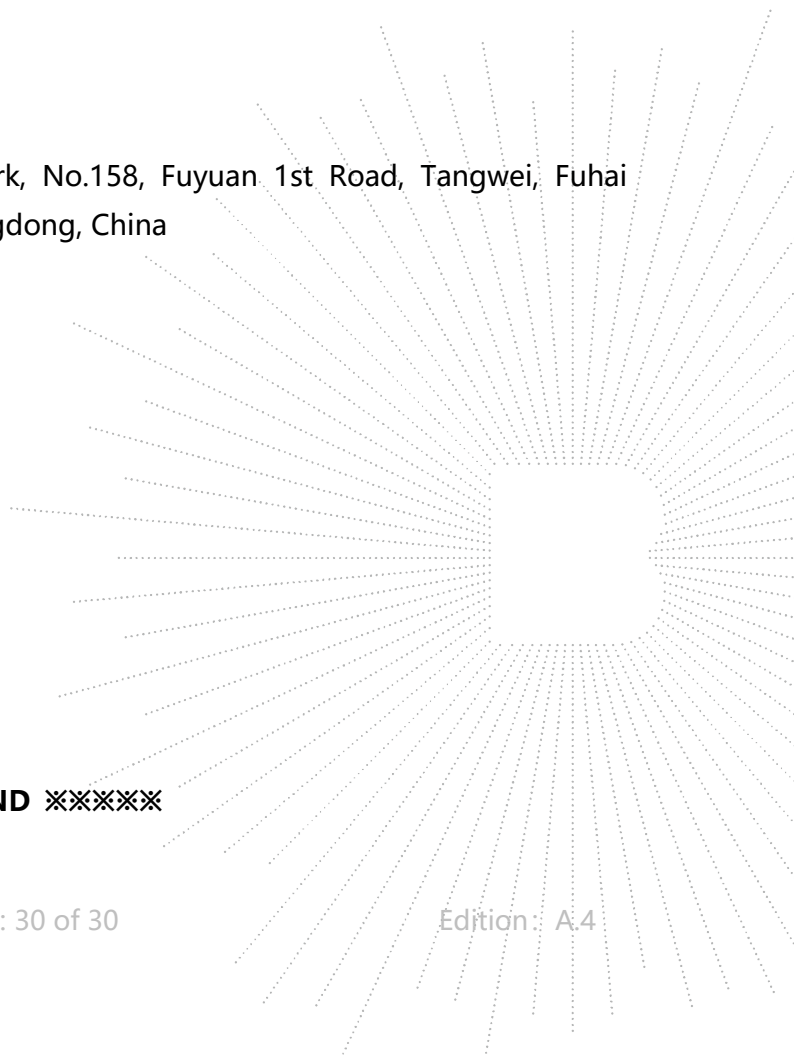 rk, No.158, Fuyuan 1st Road, Tangwei, Fuhai
gdong, China
ND ※※※※※
: 30 of 30 Edition：A.4